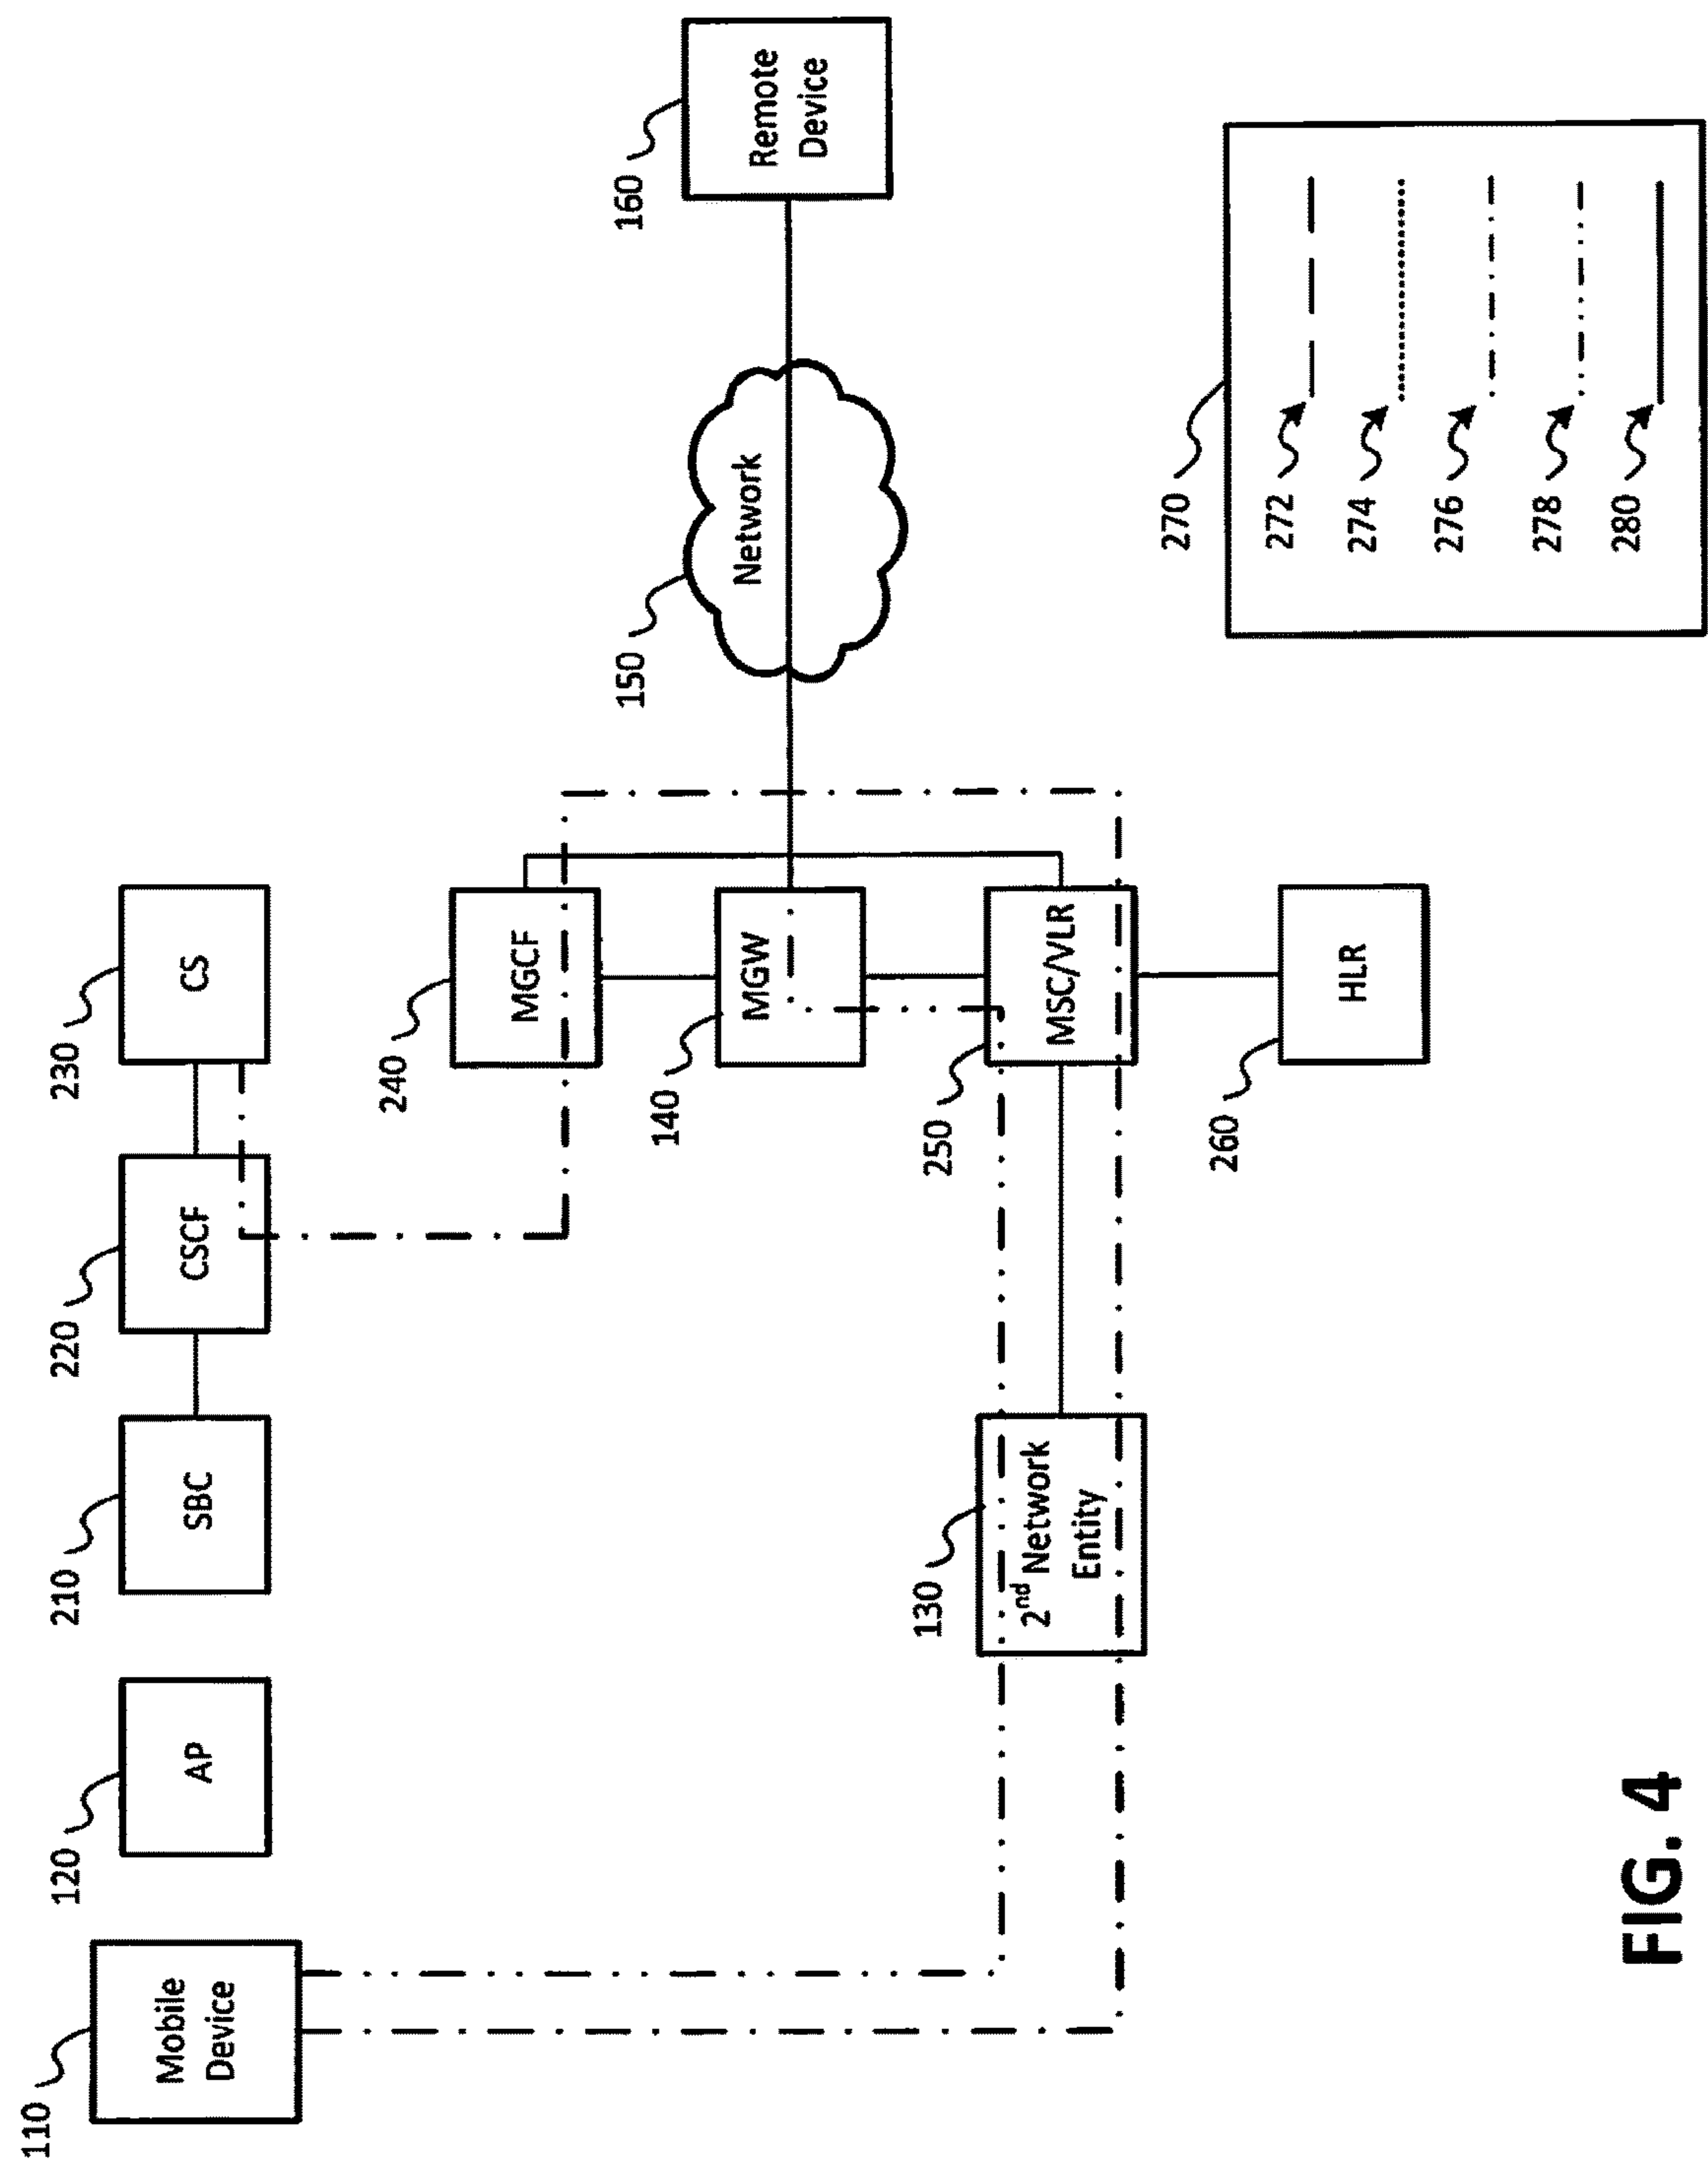 110
Mobile
Device
120
AP
210
SBC
220
CSCF
230
CS
240
MGCF
140
MGW
130
2nd Network
Entity
250
MSC/VLR
260
HLR
150
Network
160
Remote
Device
270
272
274
276
278
280
FIG. 4